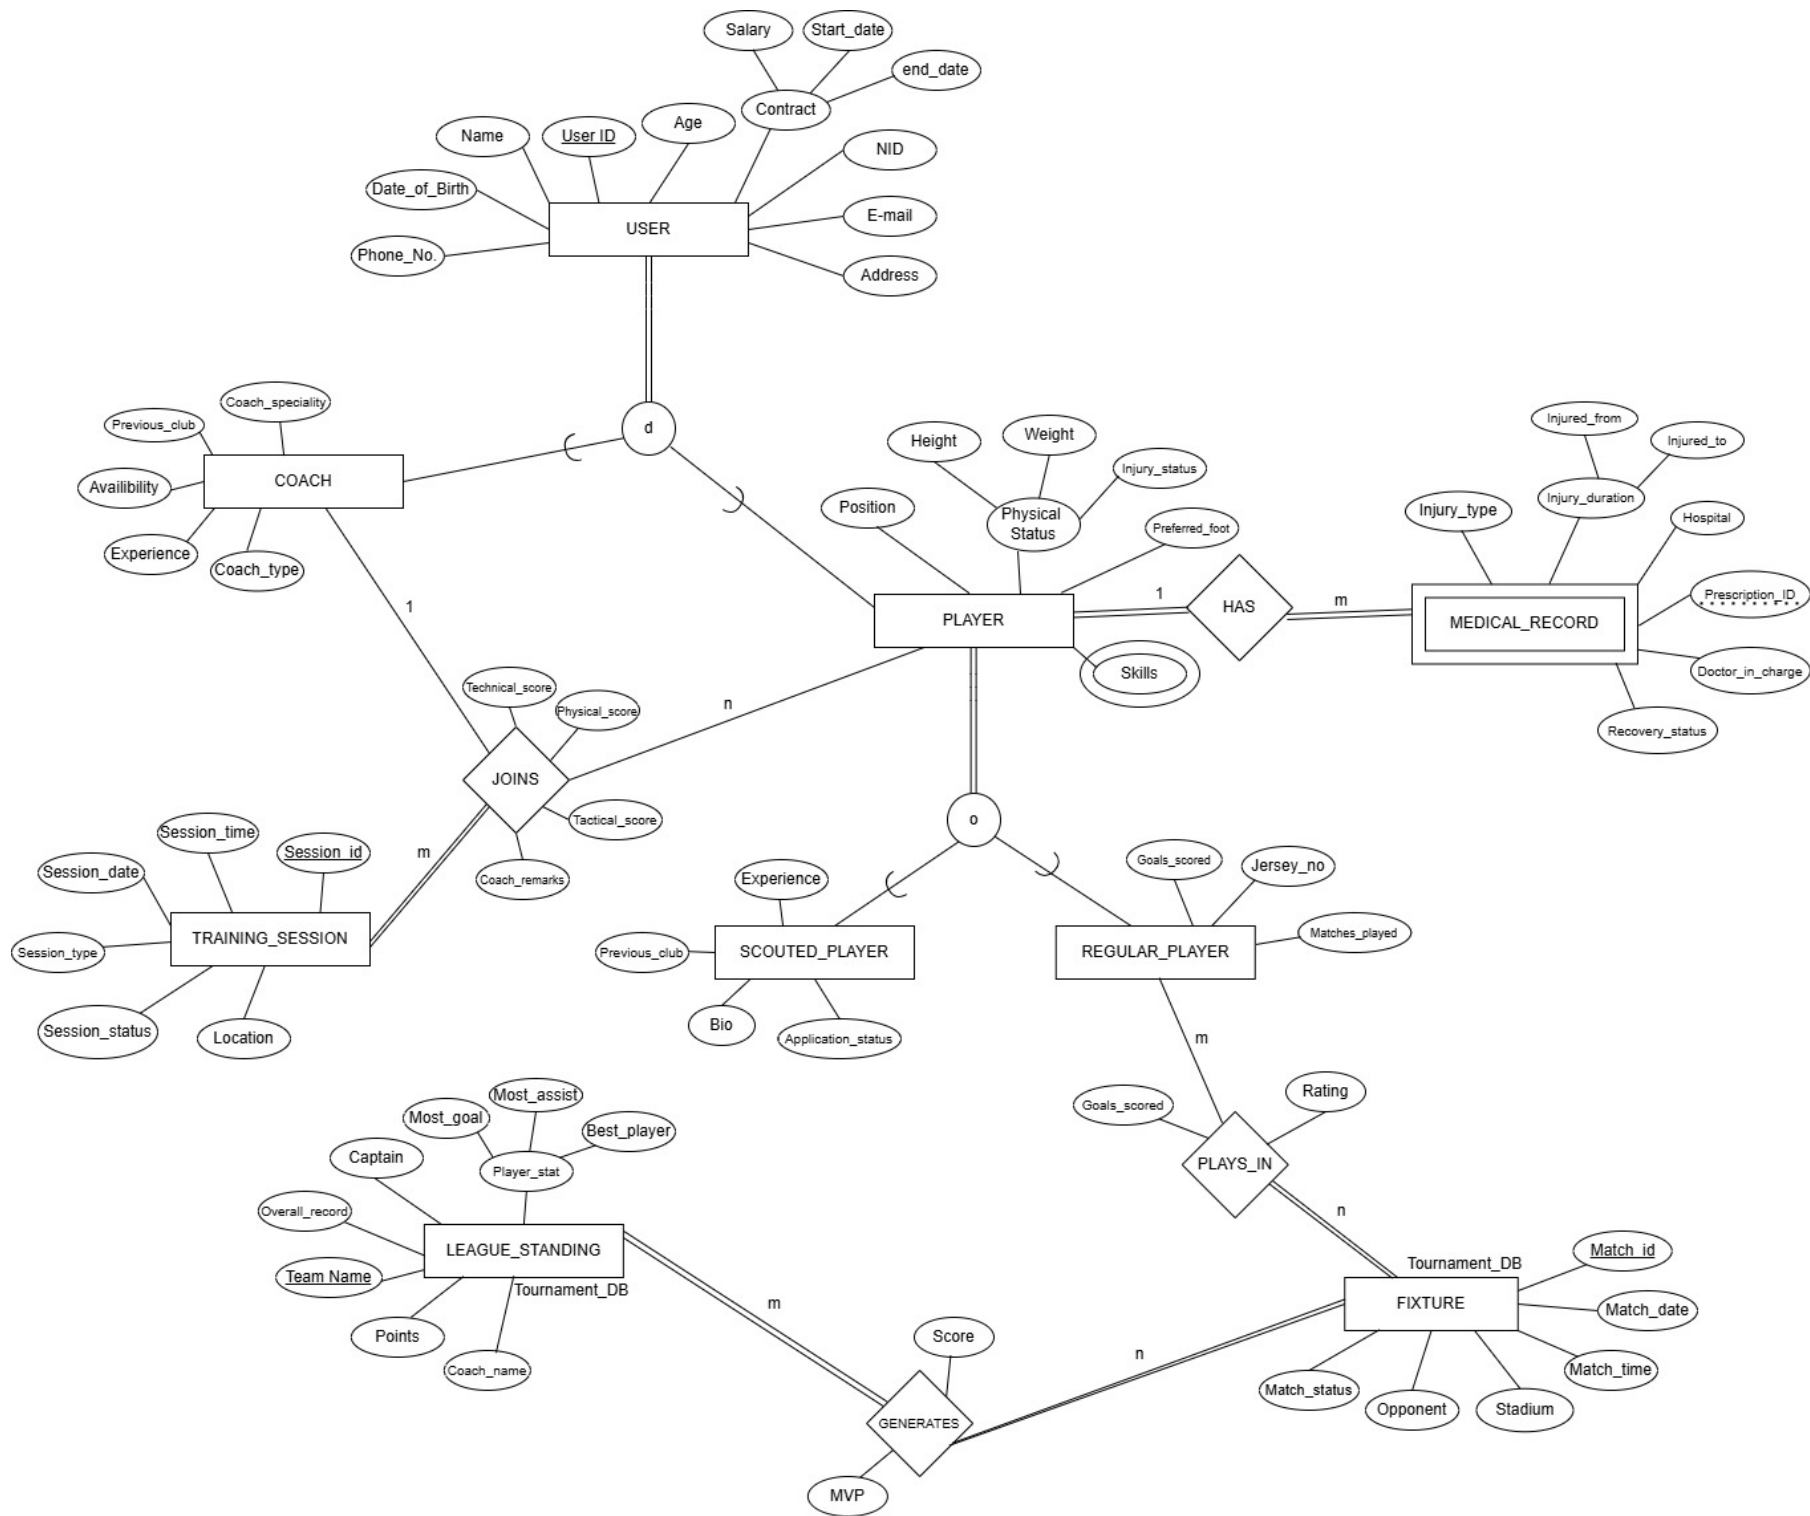 Salary
Start_date
end_date
Contract
Name
User ID
Age
NID
Date_of_Birth
E-mail
USER
Phone_No.
Address
Coach_speciality
Previous_club
d
COACH
Availibility
Experience
Coach_type
Height
Weight
Injury_status
Position
Physical
Status
Preferred_foot
Injured_from
Injured_to
Injury_type
Injury_duration
Hospital
1
PLAYER
1
HAS
m
MEDICAL_RECORD
Prescription_ID
Skills
Doctor_in_charge
Recovery_status
Technical_score
Physical_score
n
JOINS
Tactical_score
Coach_remarks
m
o
Session_time
Session_id
Session_date
TRAINING_SESSION
Session_type
Session_status
Location
Experience
Previous_club
SCOUTED_PLAYER
Bio
Application_status
Goals_scored
Jersey_no
Matches_played
REGULAR_PLAYER
m
Goals_scored
Rating
PLAYS_IN
n
Most_assist
Most_goal
Best_player
Captain
Player_stat
Overall_record
LEAGUE_STANDING
Team Name
Tournament_DB
Points
Coach_name
m
Score
n
GENERATES
MVP
Tournament_DB
Match_id
FIXTURE
Match_date
Match_time
Match_status
Opponent
Stadium